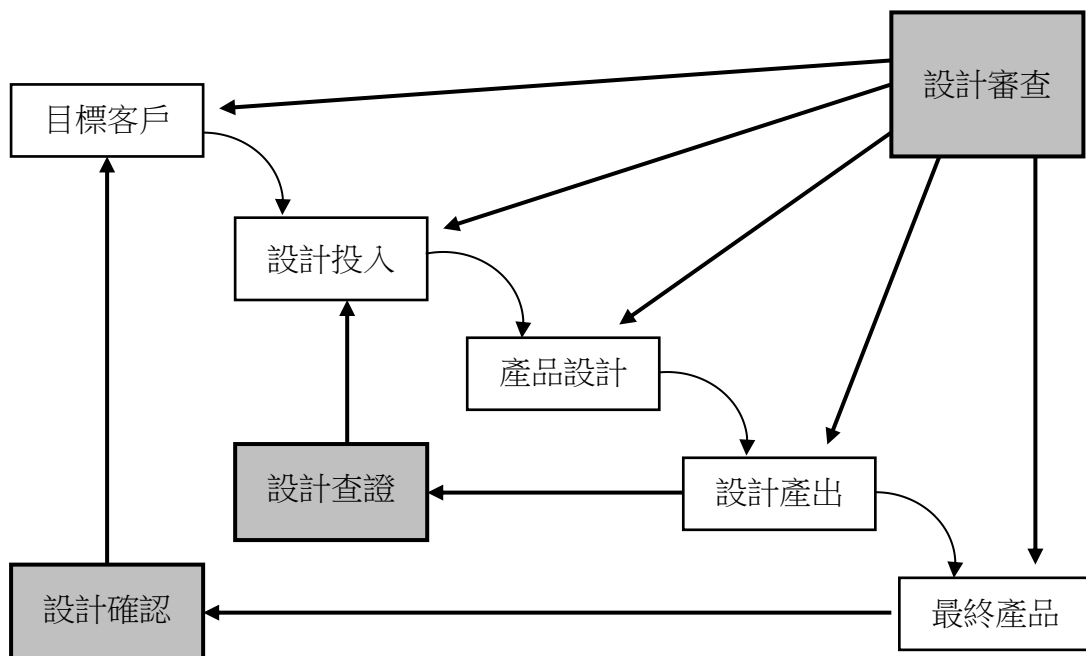 設計審查
目標客戶
設計投入
產品設計
設計查證
設計產出
設計確認
最終產品